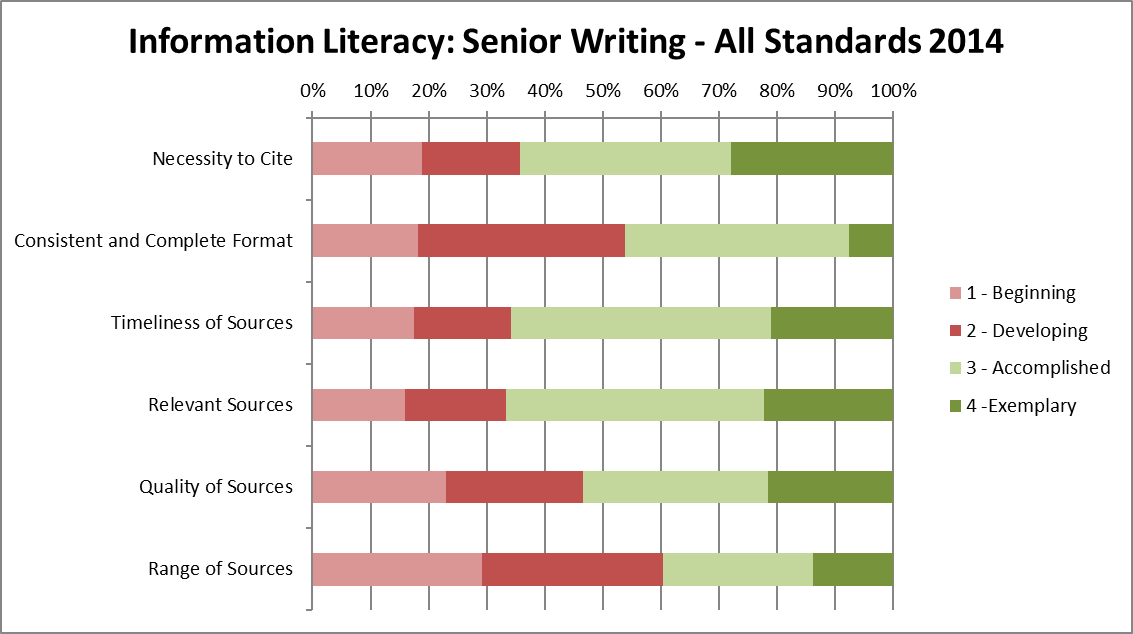 Information Literacy: Senior Writing - All Standards 2014
0% 10% 20% 30% 40% 50% 60% 70% 80% 90% 100%
Necessity to Cite
Consistent and Complete Format
Timeliness of Sources
Relevant Sources
Quality of Sources
Range of Sources
1 - Beginning
2 - Developing
3 - Accomplished
4 -Exemplary